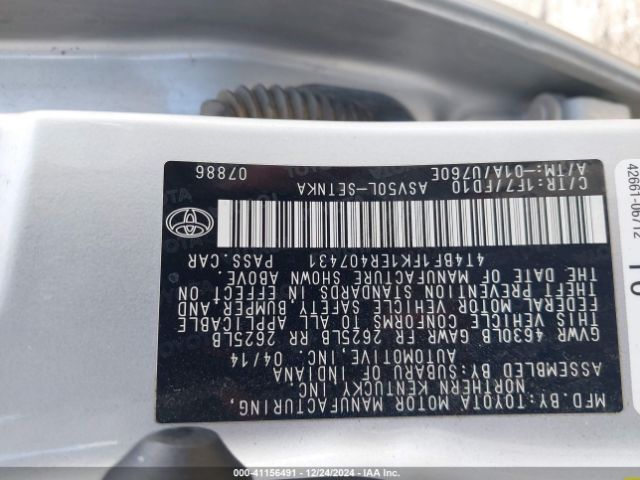 MFD.BY:TOYOTA MOTOR MANUFACTURING,
NORTHERN KENTUCKY, INC.
ASSEMBLED BY:SUBARU OF INDIANA
AUTOMOTIVE,INC. 04/14
GVWR 4630LB GAWR FR 2625LB RR 2625LB
THIS VEHICLE CONFORMS TO ALL APPLICABLE
FEDERAL MOTOR VEHICLE SAFETY, BUMPER, AND
THEFT PREVENTION STANDARDS IN EFFECT ON
THE DATE OF MANUFACTURE SHOWN ABOVE.
4T4BF1FK1ER407431 PASS.CAR
ASV50L-SETNKA
C/TR:1F7/FD10 07886
A/TM:-01A/U760E
42661-06712
000-41156491 - 12/24/2024 - IAA Inc.